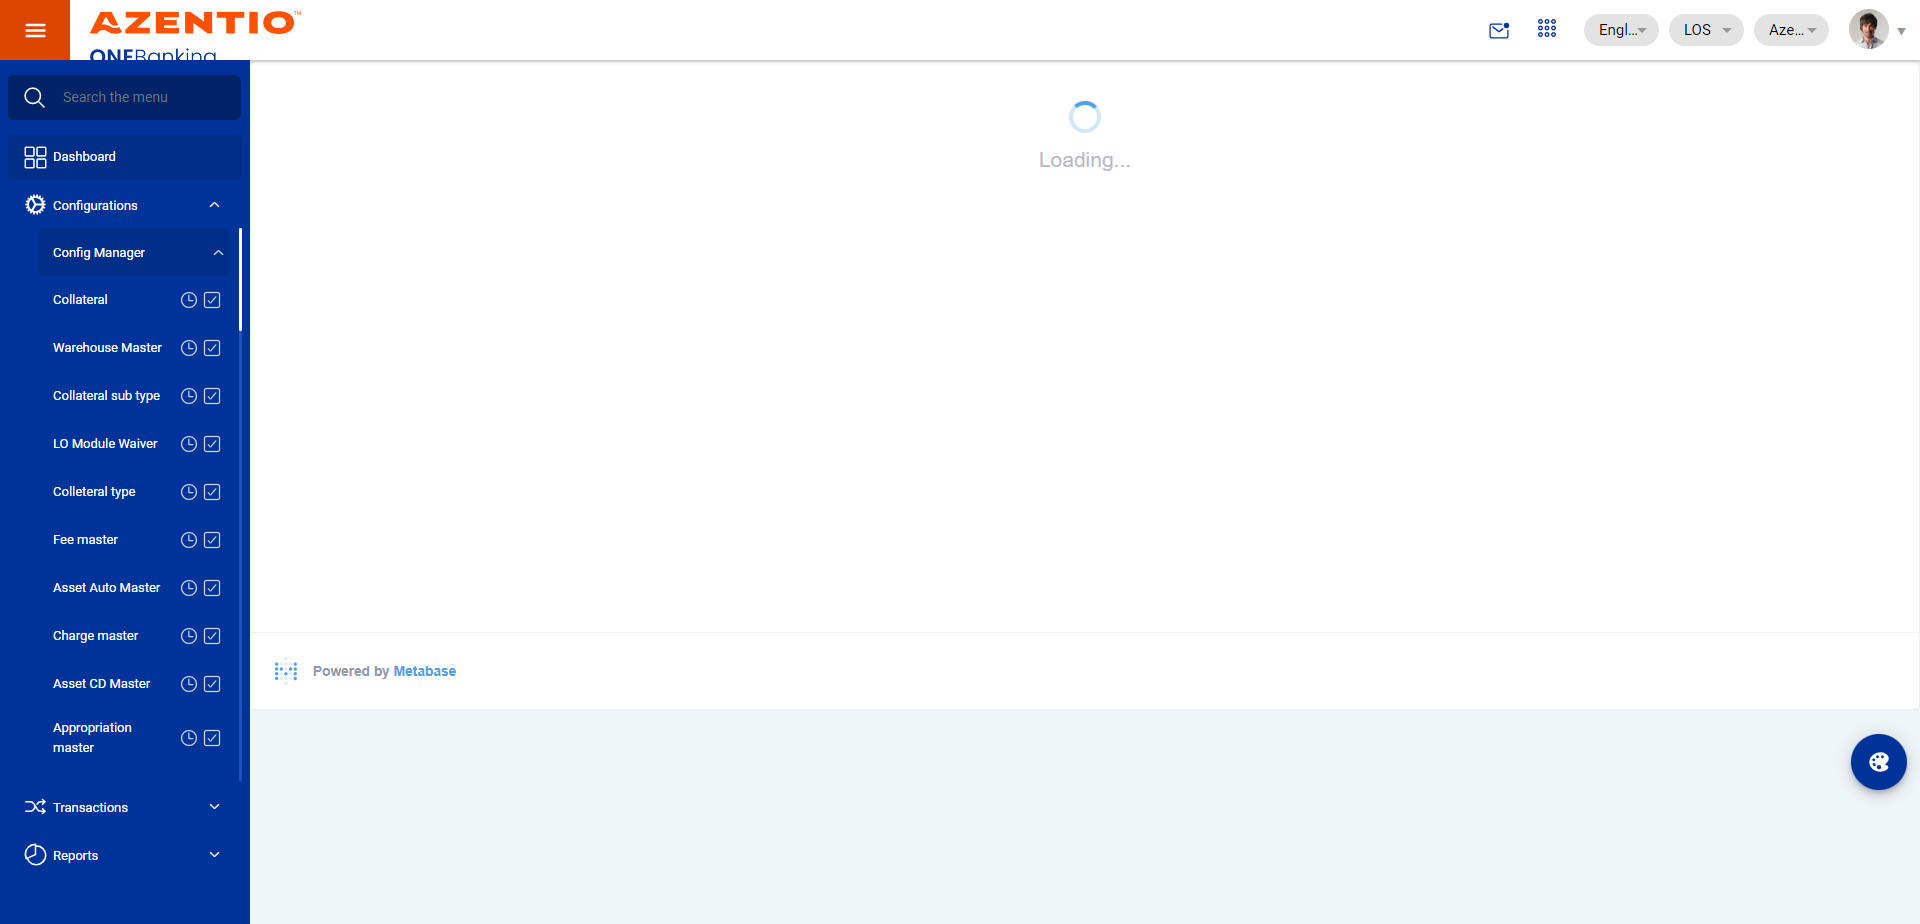 AZENTIO™
ONEBanking
Engl...
LOS
Aze...
Search the menu
Dashboard
Configurations
Config Manager
Collateral
Warehouse Master
Collateral sub type
LO Module Waiver
Colleteral type
Fee master
Asset Auto Master
Charge master
Asset CD Master
Appropriation
master
Transactions
Reports
Loading...
Powered by Metabase